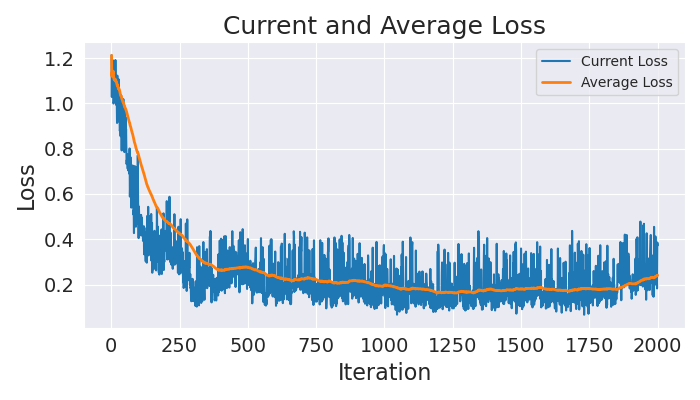 Current and Average Loss
Current Loss
Average Loss
1.2
1.0
0.8
0.6
0.4
0.2
Loss
0 250 500 750 1000 1250 1500 1750 2000
Iteration